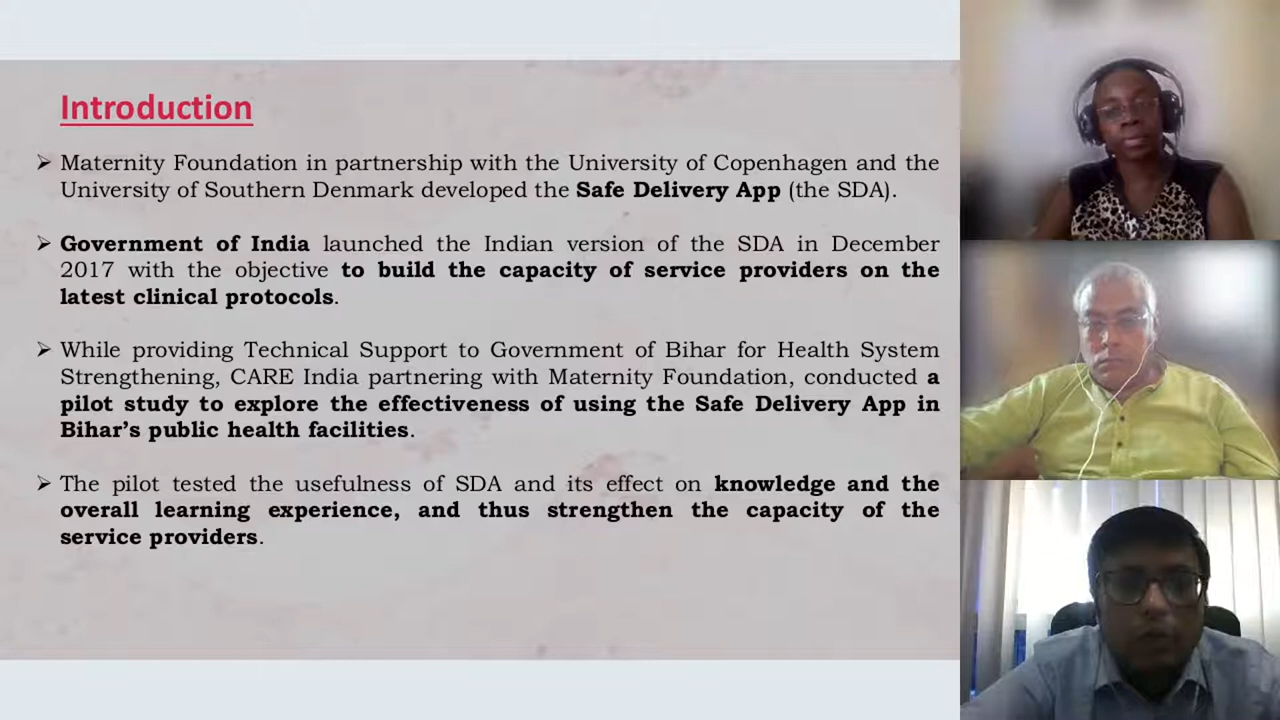 Introduction
➢ Maternity Foundation in partnership with the University of Copenhagen and the
University of Southern Denmark developed the Safe Delivery App (the SDA).
➢ Government of India launched the Indian version of the SDA in December
2017 with the objective to build the capacity of service providers on the
latest clinical protocols.
➢ While providing Technical Support to Government of Bihar for Health System
Strengthening, CARE India partnering with Maternity Foundation, conducted a
pilot study to explore the effectiveness of using the Safe Delivery App in
Bihar’s public health facilities.
➢ The pilot tested the usefulness of SDA and its effect on knowledge and the
overall learning experience, and thus strengthen the capacity of the
service providers.